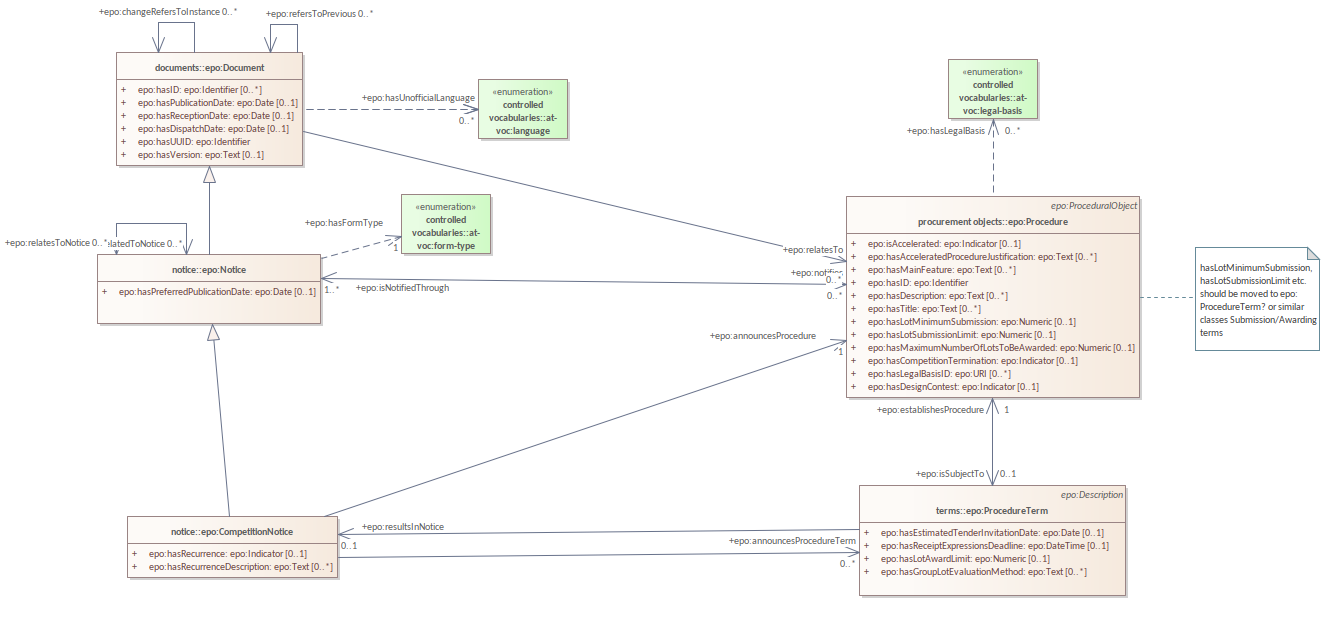 +epo:changeRefersToInstance 0..*
+epo:refersToPrevious 0..*
documents::epo:Document
+ epo:hasID: epo:Identifier [0..*]
+ epo:hasPublicationDate: epo:Date [0..1]
+ epo:hasReceptionDate: epo:Date [0..1]
+ epo:hasDispatchDate: epo:Date [0..1]
+ epo:hasUUID: epo:Identifier
+ epo:hasVersion: epo:Text [0..1]
+epo:hasUnofficialLanguage
0..*
«enumeration»
controlled
vocabularies::at-
voc:language
«enumeration»
controlled
vocabularies::at-
voc:legal-basis
+epo:hasLegalBasis 0..*
+epo:hasFormType
1
«enumeration»
controlled
vocabularies::at-
voc:form-type
+epo:relatesToNotice 0..*
latedToNotice 0..*
notice::epo:Notice
+ epo:hasPreferredPublicationDate: epo:Date [0..1]
1..*
+epo:isNotifiedThrough
+epo:relatesTo
0..*
0..*
epo:ProceduralObject
procurement objects::epo:Procedure
+ epo:isAccelerated: epo:Indicator [0..1]
+ epo:hasAcceleratedProcedureJustification: epo:Text [0..*]
+ epo:hasMainFeature: epo:Text [0..*]
+ epo:hasID: epo:Identifier
+ epo:hasDescription: epo:Text [0..*]
+ epo:hasTitle: epo:Text [0..*]
+ epo:hasLotMinimumSubmission: epo:Numeric [0..1]
+ epo:hasLotSubmissionLimit: epo:Numeric [0..1]
+ epo:hasMaximumNumberOfLotsToBeAwarded: epo:Numeric [0..1]
+ epo:hasCompetitionTermination: epo:Indicator [0..1]
+ epo:hasLegalBasisID: epo:URI [0..*]
+ epo:hasDesignContest: epo:Indicator [0..1]
hasLotMinimumSubmission,
hasLotSubmissionLimit etc.
should be moved to epo:
ProcedureTerm? or similar
classes Submission/Awarding
terms
+epo:announcesProcedure
1
+epo:establishesProcedure 1
+epo:isSubjectTo 0..1
notice::epo:CompetitionNotice
+ epo:hasRecurrence: epo:Indicator [0..1]
+ epo:hasRecurrenceDescription: epo:Text [0..*]
+epo:resultsInNotice
0..1
+epo:announcesProcedureTerm
0..*
epo:Description
terms::epo:ProcedureTerm
+ epo:hasEstimatedTenderInvitationDate: epo:Date [0..1]
+ epo:hasReceiptExpressionsDeadline: epo:DateTime [0..1]
+ epo:hasLotAwardLimit: epo:Numeric [0..1]
+ epo:hasGroupLotEvaluationMethod: epo:Text [0..*]